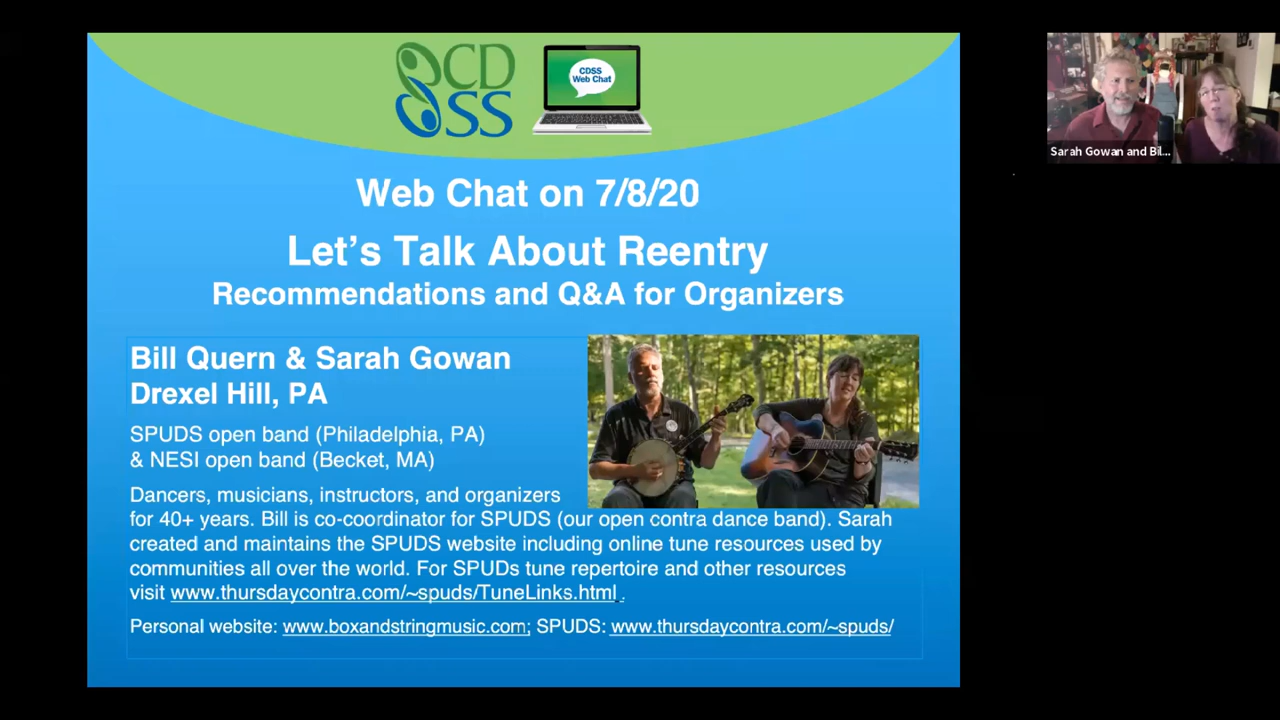 CD
SS
CDSS
Web Chat
Web Chat on 7/8/20
Let's Talk About Reentry
Recommendations and Q&A for Organizers
Bill Quern & Sarah Gowan
Drexel Hill, PA
SPUDS open band (Philadelphia, PA)
& NESI open band (Becket, MA)
Dancers, musicians, instructors, and organizers
for 40+ years. Bill is co-coordinator for SPUDS (our open contra dance band). Sarah
created and maintains the SPUDS website including online tune resources used by
communities all over the world. For SPUDs tune repertoire and other resources
visit www.thursdaycontra.com/~spuds/TuneLinks.html .
Personal website: www.boxandstringmusic.com; SPUDS: www.thursdaycontra.com/~spuds/
Sarah Gowan and Bil...